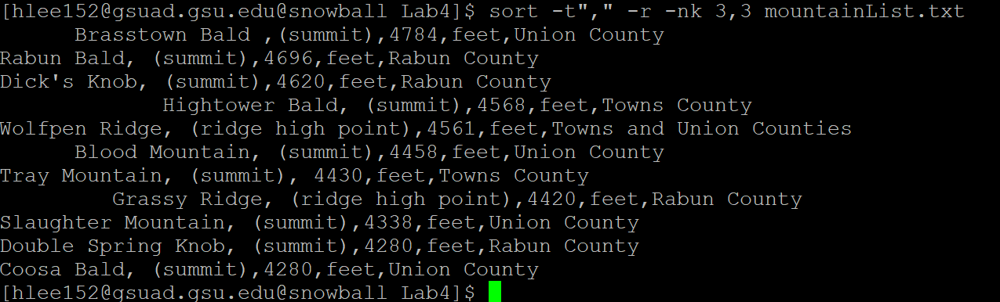 [hlee152@gsuad.gsu.edu@snowball Lab4]$ sort -t"," -r -nk 3,3 mountainList.txt
      Brasstown Bald ,(summit),4784,feet,Union County
Rabun Bald, (summit),4696,feet,Rabun County
Dick's Knob, (summit),4620,feet,Rabun County
             Hightower Bald, (summit),4568,feet,Towns County
Wolfpen Ridge, (ridge high point),4561,feet,Towns and Union Counties
      Blood Mountain, (summit),4458,feet,Union County
Tray Mountain, (summit), 4430,feet,Towns County
         Grassy Ridge, (ridge high point),4420,feet,Rabun County
Slaughter Mountain, (summit),4338,feet,Union County
Double Spring Knob, (summit),4280,feet,Rabun County
Coosa Bald, (summit),4280,feet,Union County
[hlee152@gsuad.gsu.edu@snowball Lab4]$